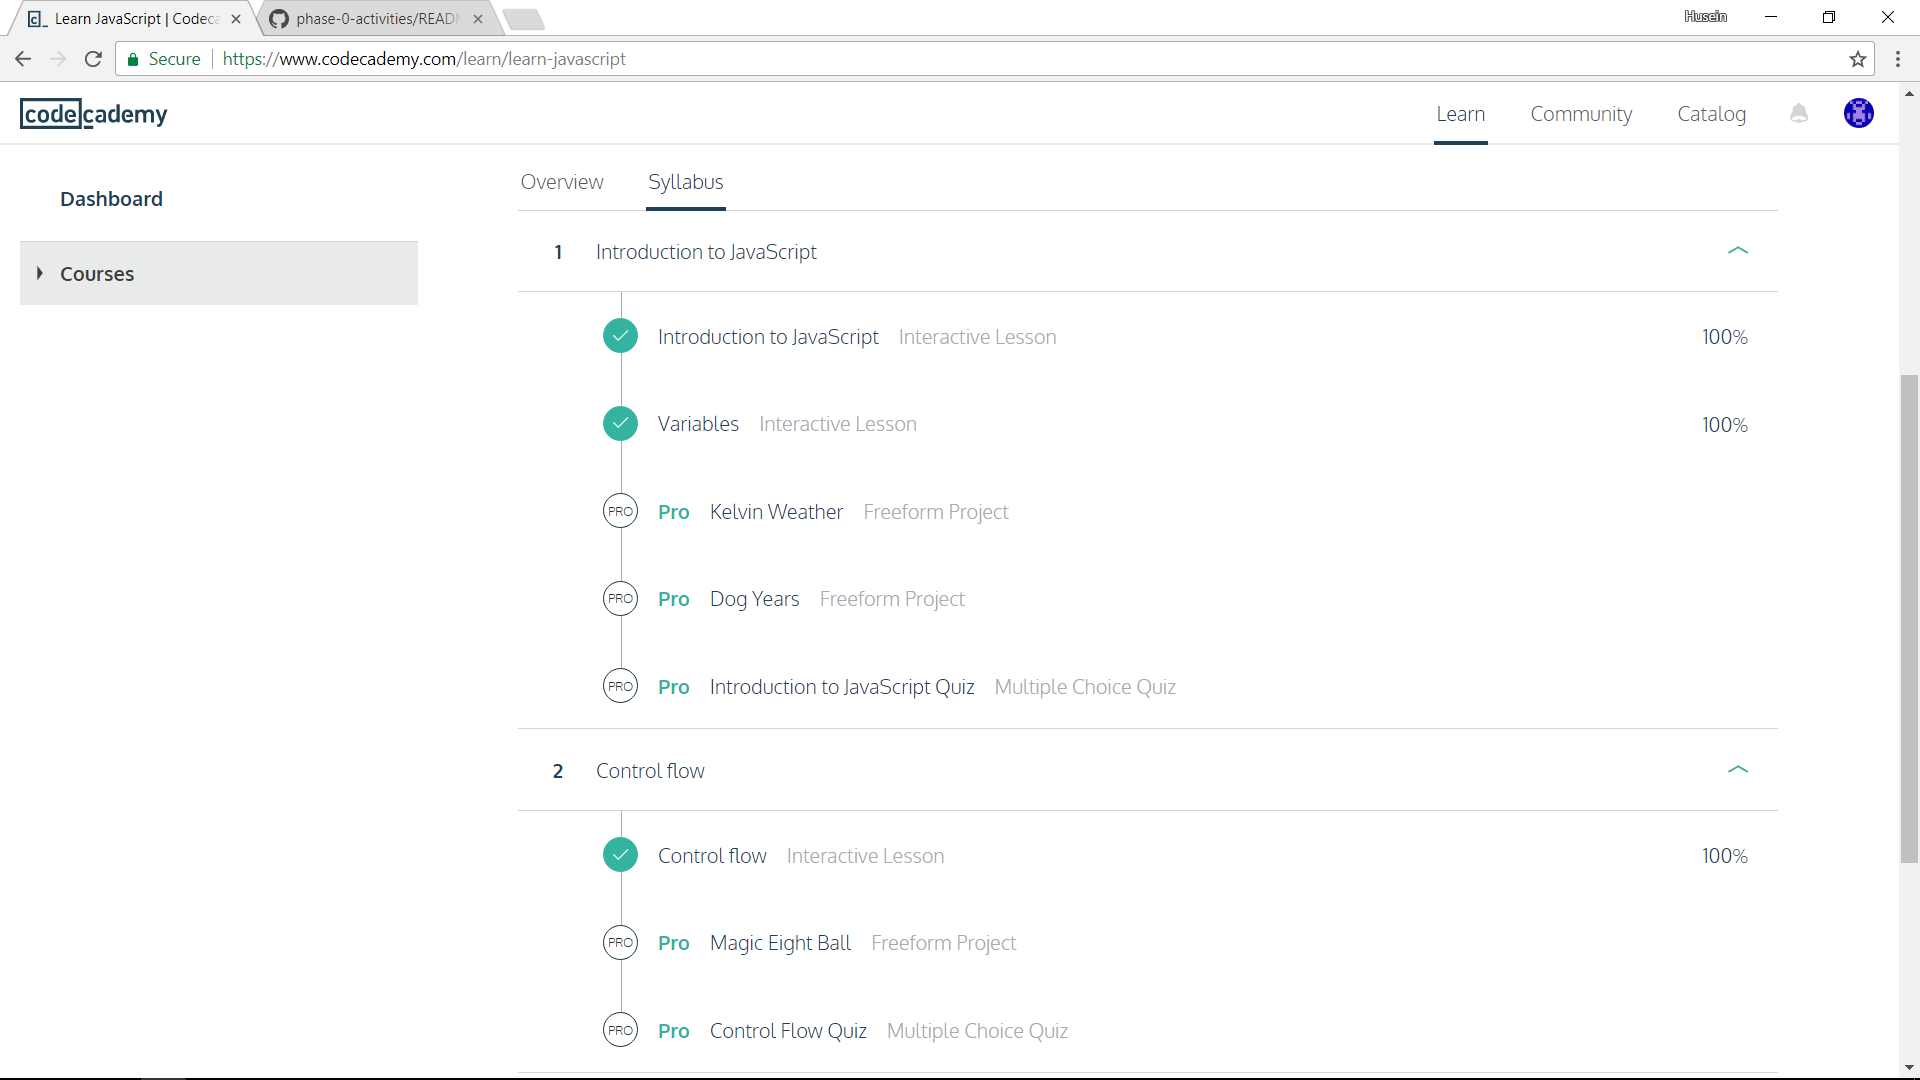 Learn JavaScript | Codeca
phase-0-activities/READ
Husein
Secure https://www.codecademy.com/learn/learn-javascript
codecademy
Learn Community Catalog
Dashboard
Courses
Overview Syllabus
1 Introduction to JavaScript
Introduction to JavaScript Interactive Lesson 100%
Variables Interactive Lesson 100%
PRO Pro Kelvin Weather Freeform Project
PRO Pro Dog Years Freeform Project
PRO Pro Introduction to JavaScript Quiz Multiple Choice Quiz
2 Control flow
Control flow Interactive Lesson 100%
PRO Pro Magic Eight Ball Freeform Project
PRO Pro Control Flow Quiz Multiple Choice Quiz